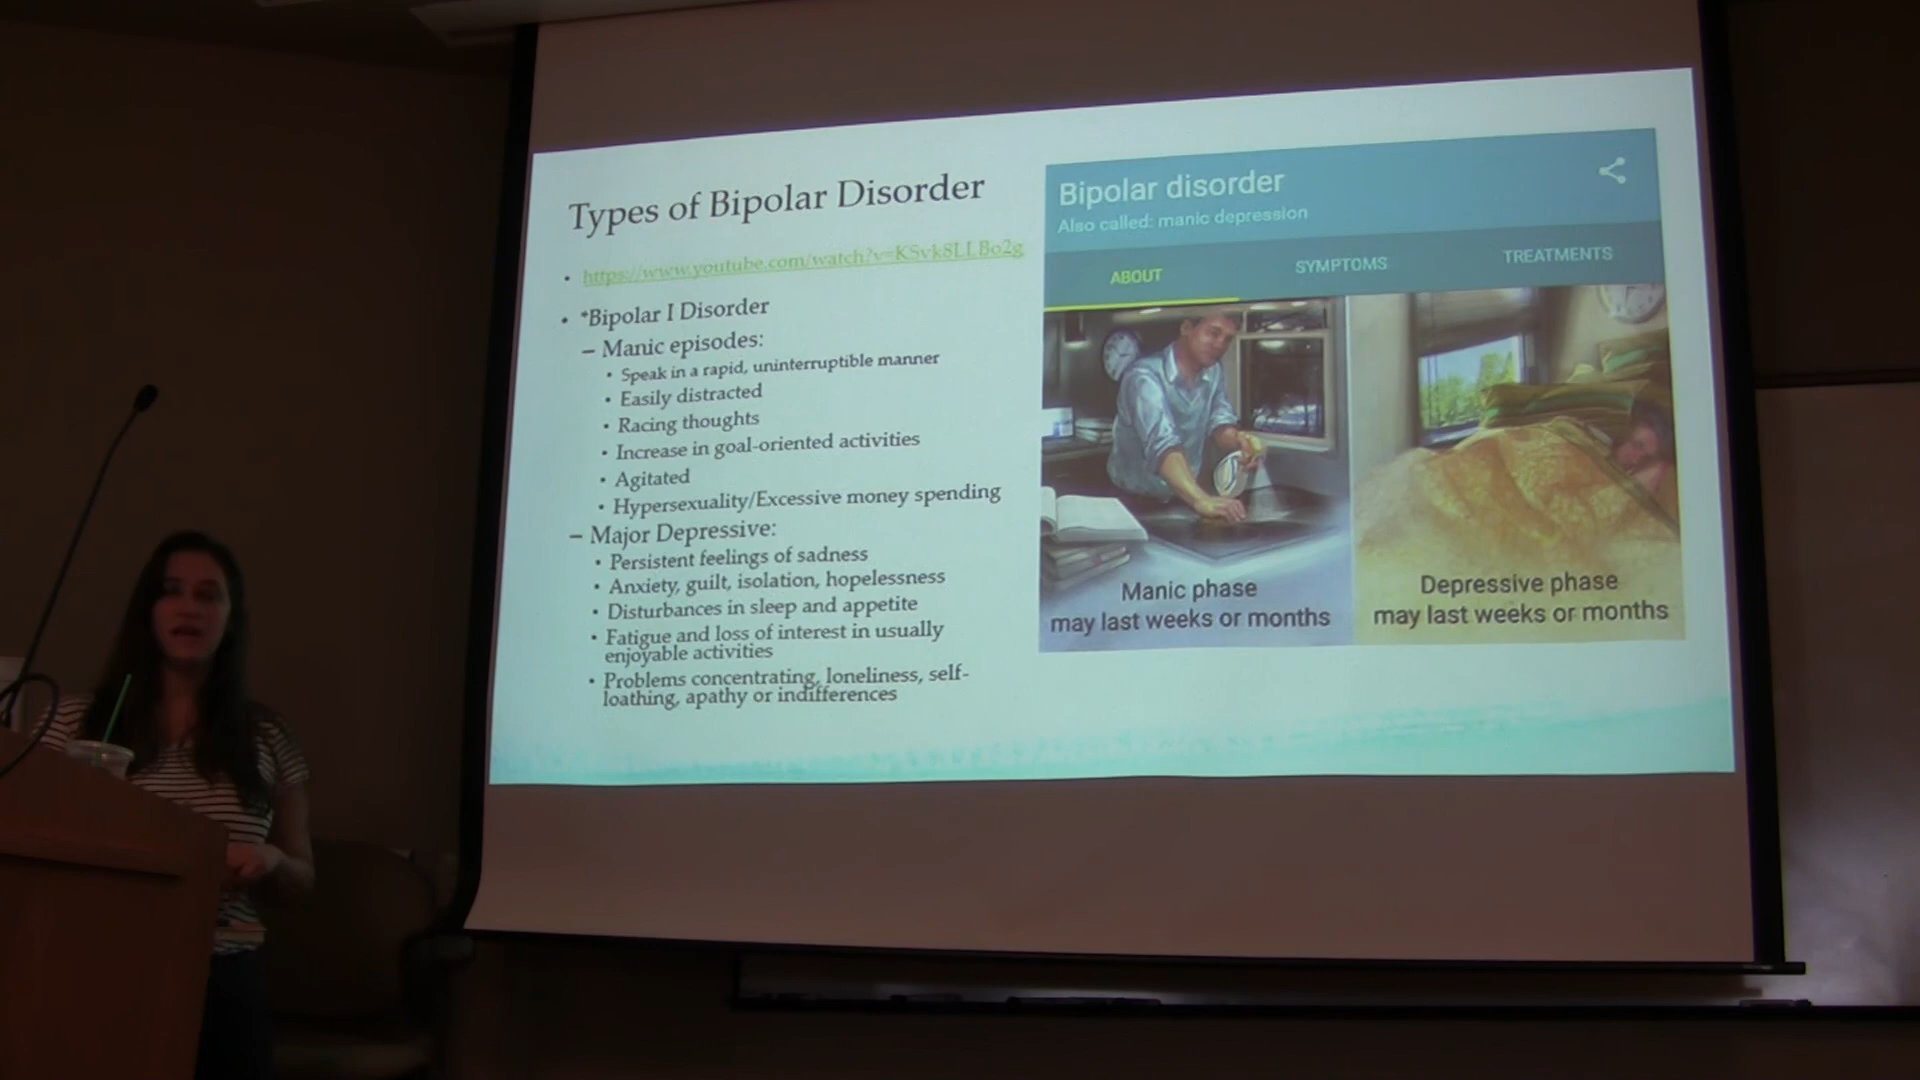 Types of Bipolar Disorder
• https://www.youtube.com/watch?v=KSvk8LLBo2g
• *Bipolar I Disorder
– Manic episodes:
• Speak in a rapid, uninterruptible manner
• Easily distracted
• Racing thoughts
• Increase in goal-oriented activities
• Agitated
• Hypersexuality/Excessive money spending
– Major Depressive:
• Persistent feelings of sadness
• Anxiety, guilt, isolation, hopelessness
• Disturbances in sleep and appetite
• Fatigue and loss of interest in usually
enjoyable activities
• Problems concentrating, loneliness, self-
loathing, apathy or indifferences
Bipolar disorder
Also called: manic depression
ABOUT SYMPTOMS TREATMENTS
Manic phase
may last weeks or months
Depressive phase
may last weeks or months